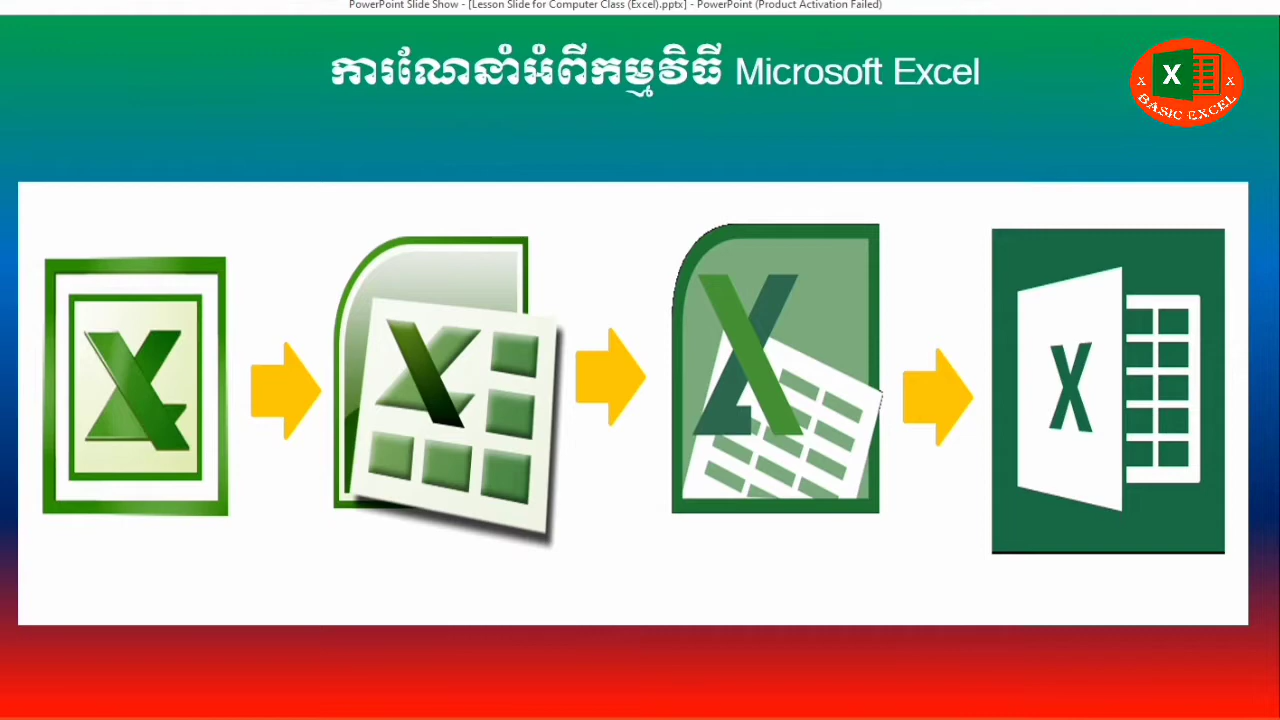 PowerPoint Slide Show - [Lesson Slide for Computer Class (Excel).pptx] - PowerPoint (Product Activation Failed)
ការណែនាំអំពីកម្មវិធី Microsoft Excel
X
X X
BASIC EXCEL
X
X
X
X